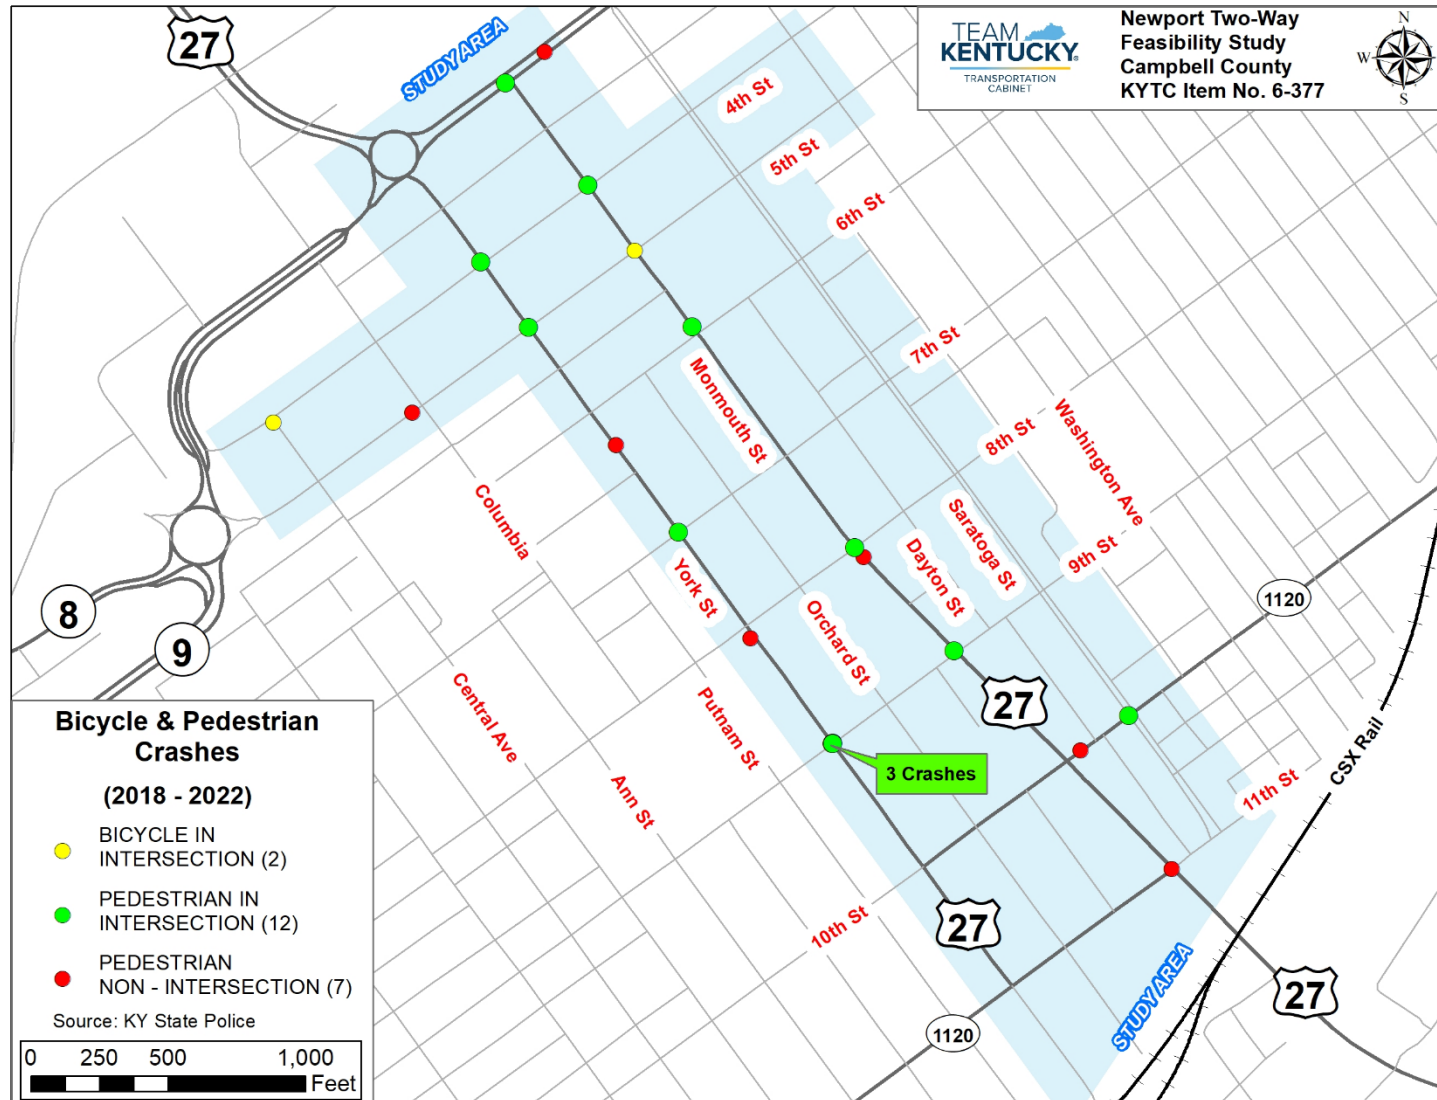 27
STUDY AREA
TEAM
KENTUCKY®
TRANSPORTATION
CABINET
Newport Two-Way
Feasibility Study
Campbell County
KYTC Item No. 6-377
N
W
E
S
4th St
5th St
6th St
7th St
8th St
9th St
Washington Ave
Monmouth St
Saratoga St
Dayton St
Columbia
York St
Orchard St
1120
8
9
27
Central Ave
Putnam St
Ann St
3 Crashes
11th St
CSX Rail
10th St
27
STUDY AREA
27
1120
Bicycle & Pedestrian
Crashes
(2018 - 2022)
BICYCLE IN
INTERSECTION (2)
PEDESTRIAN IN
INTERSECTION (12)
PEDESTRIAN
NON - INTERSECTION (7)
Source: KY State Police
0 250 500 1,000
Feet